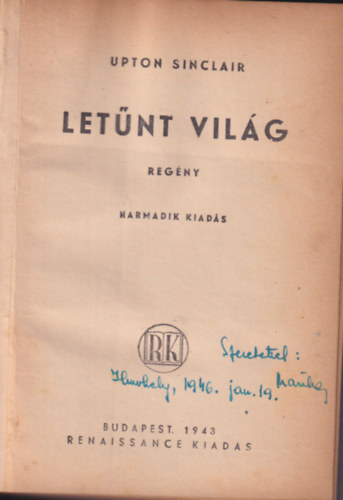 UPTON SINCLAIR
LETŰNT VILÁG
REGÉNY
HARMADIK KIADÁS
RK
Szeretettel:
1946. jan. 19.
BUDAPEST, 1943
RENAISSANCE KIADÁS